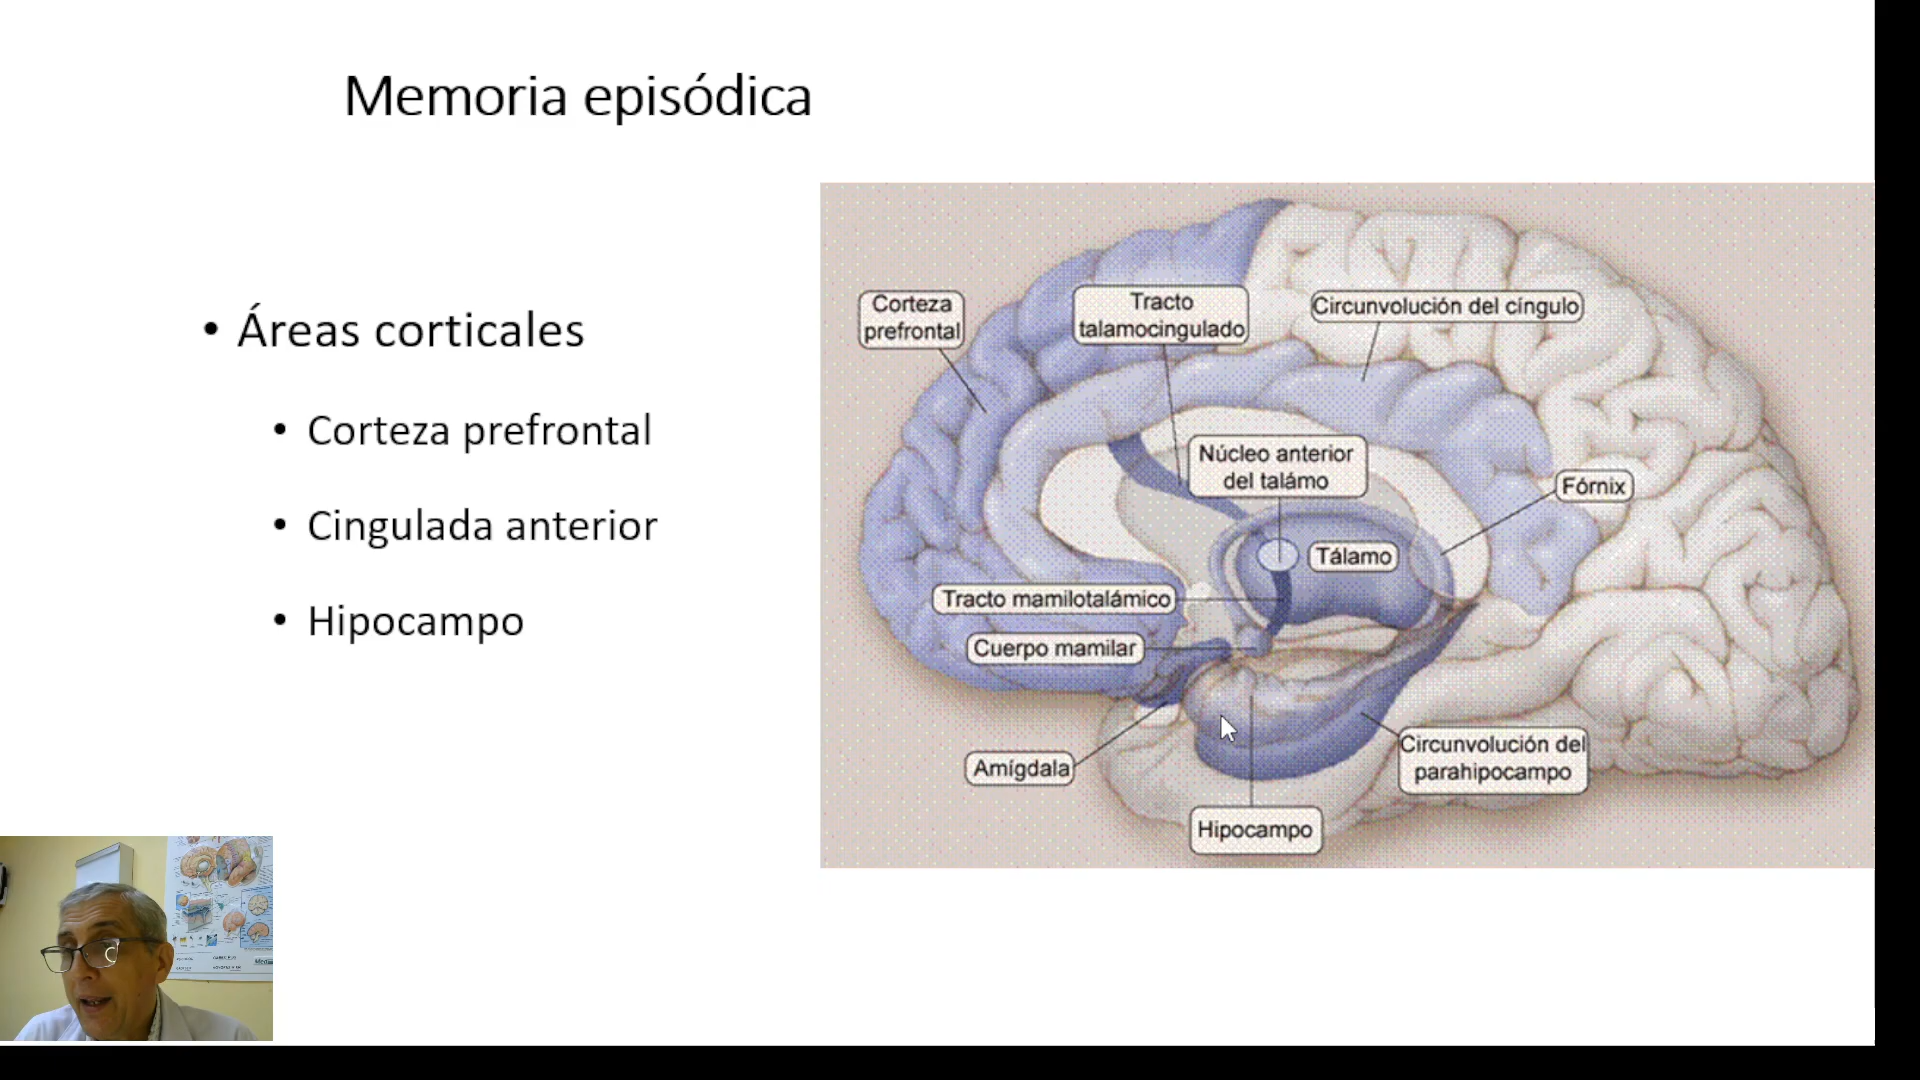 Memoria episódica
• Áreas corticales
• Corteza prefrontal
• Cingulada anterior
• Hipocampo
Corteza
prefrontal
Tracto
talamocingulado
Circunvolución del cíngulo
Núcleo anterior
del talámo
Fórnix
Tálamo
Tracto mamilotalámico
Cuerpo mamilar
Amígdala
Circunvolución del
parahipocampo
Hipocampo